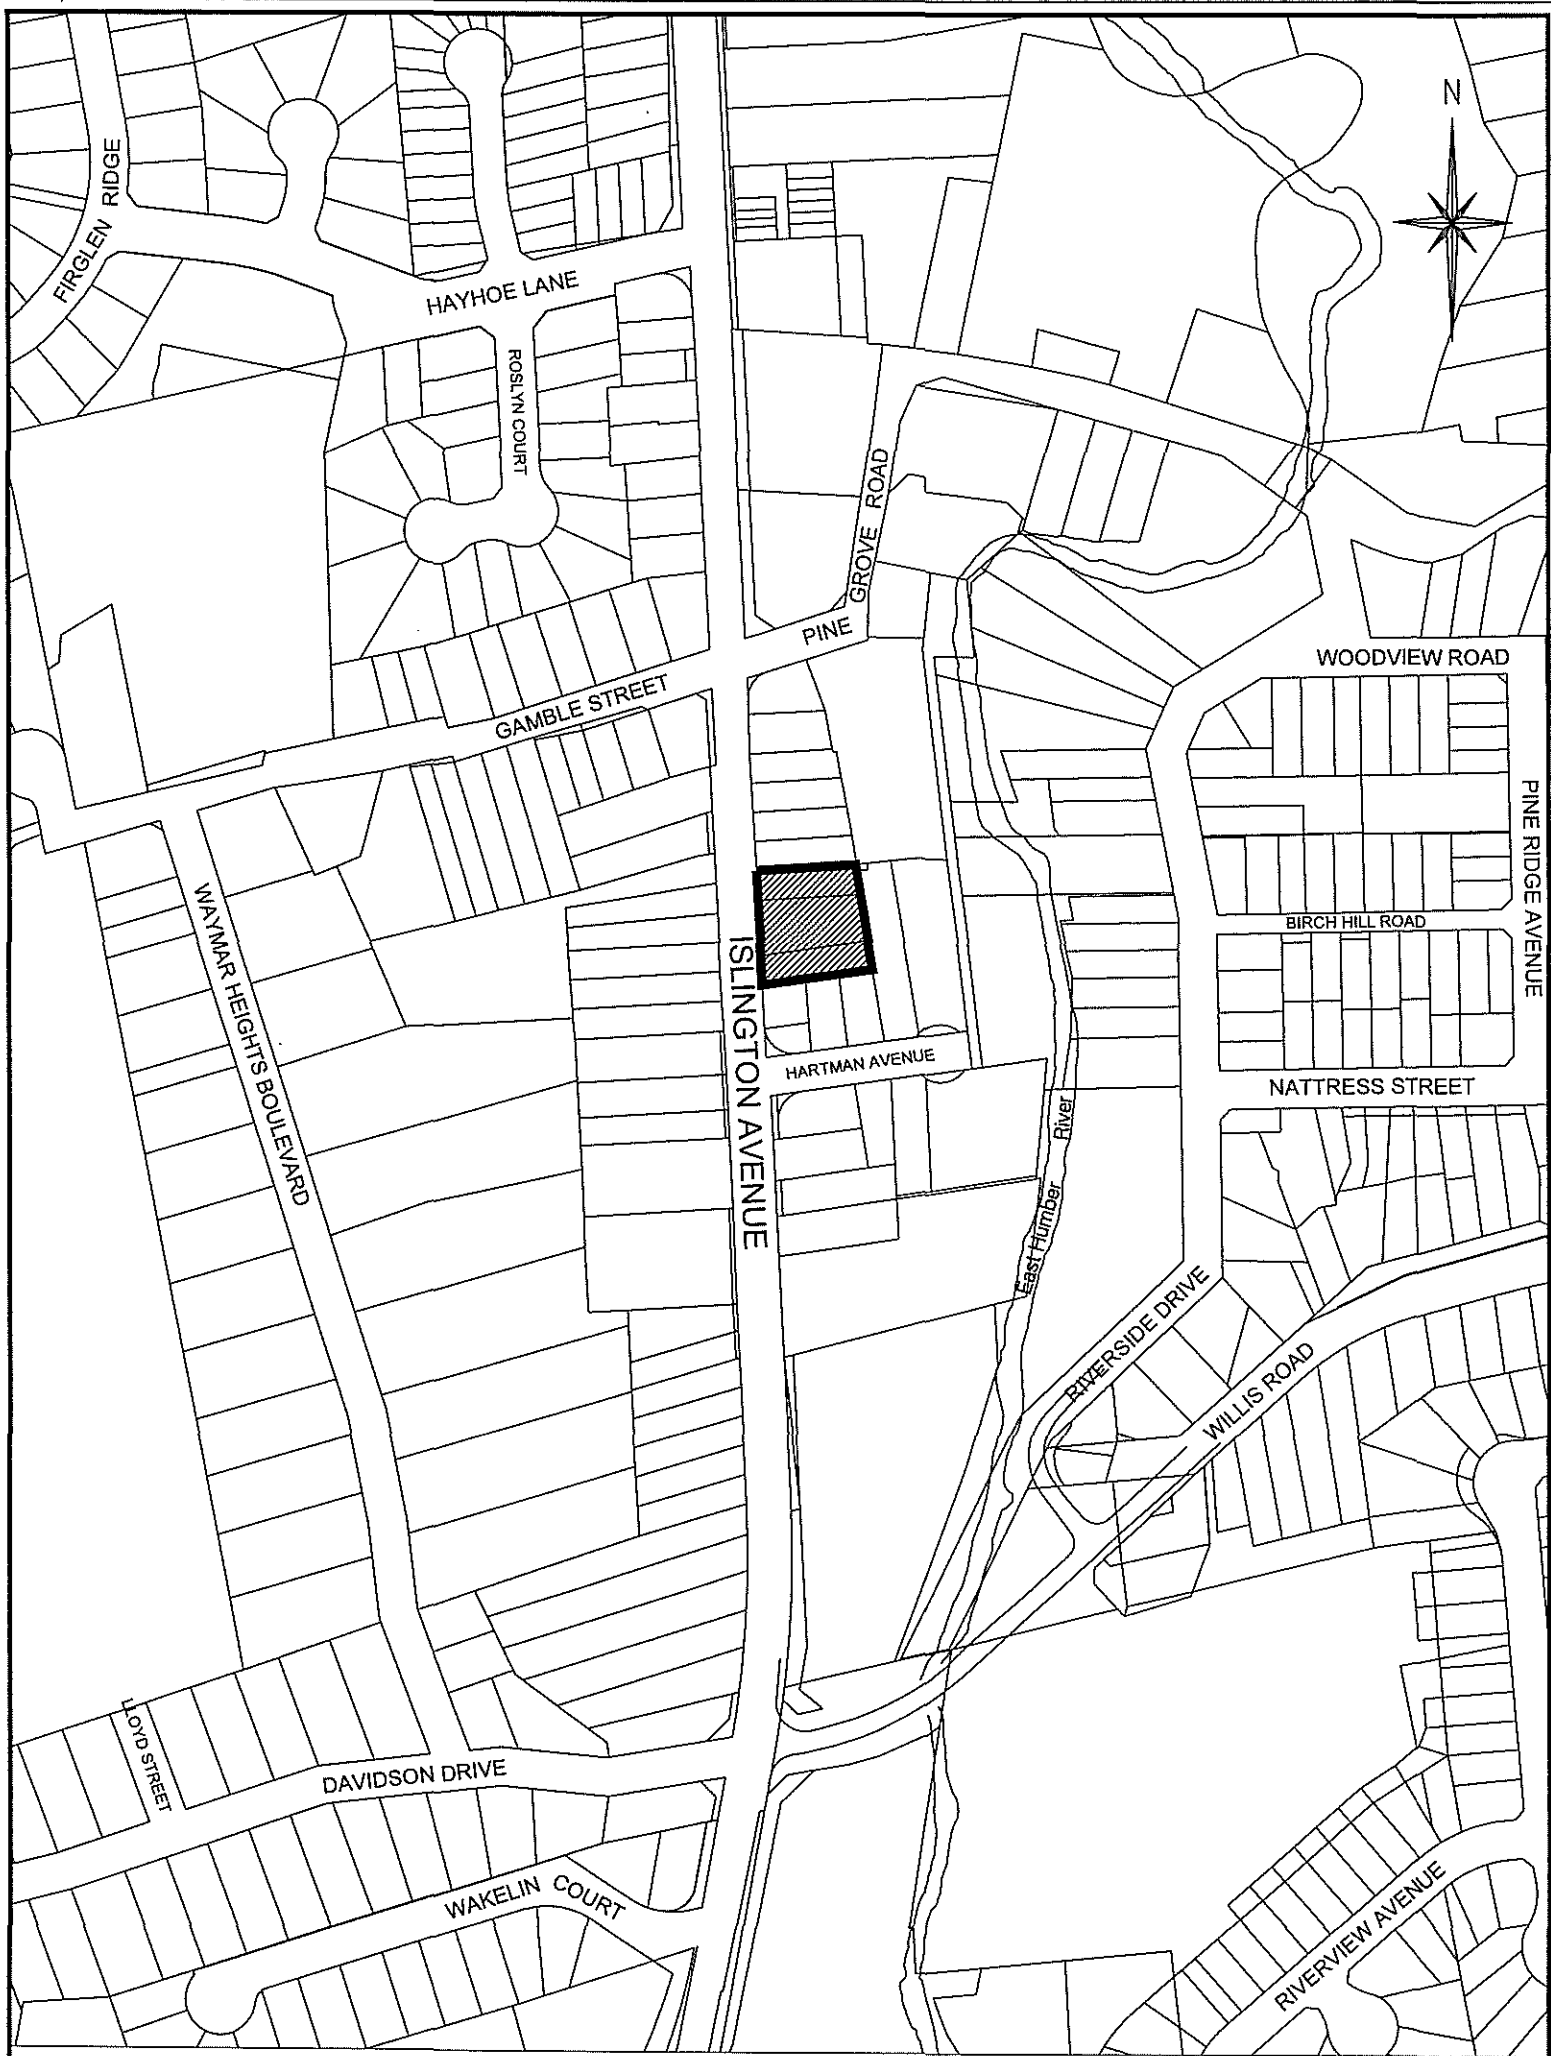 N
FIRGLEN RIDGE
HAYHOE LANE
ROSLYN COURT
PINE GROVE ROAD
WOODVIEW ROAD
GAMBLE STREET
PINE RIDGE AVENUE
WAYMAR HEIGHTS BOULEVARD
BIRCH HILL ROAD
ISLINGTON AVENUE
HARTMAN AVENUE
NATTRESS STREET
East Humber River
RIVERSIDE DRIVE
WILLIS ROAD
LLOYD STREET
DAVIDSON DRIVE
WAKELIN COURT
RIVERVIEW AVENUE